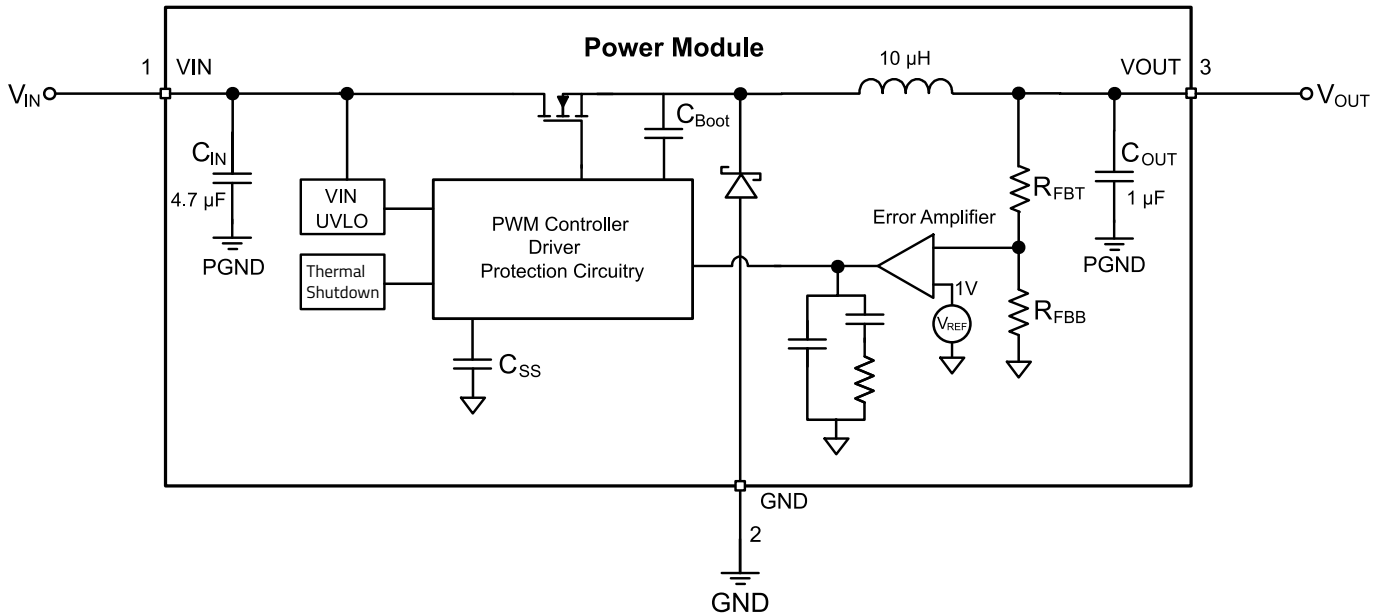 Power Module
1
VIN
10 µH
VOUT
3
VIN
VOUT
CBoot
CIN
4.7 µF
PGND
VIN
UVLO
PWM Controller
Driver
Protection Circuitry
Thermal
Shutdown
CSS
Error Amplifier
1V
VREF
RFBT
RFBB
COUT
1 µF
PGND
GND
2
GND